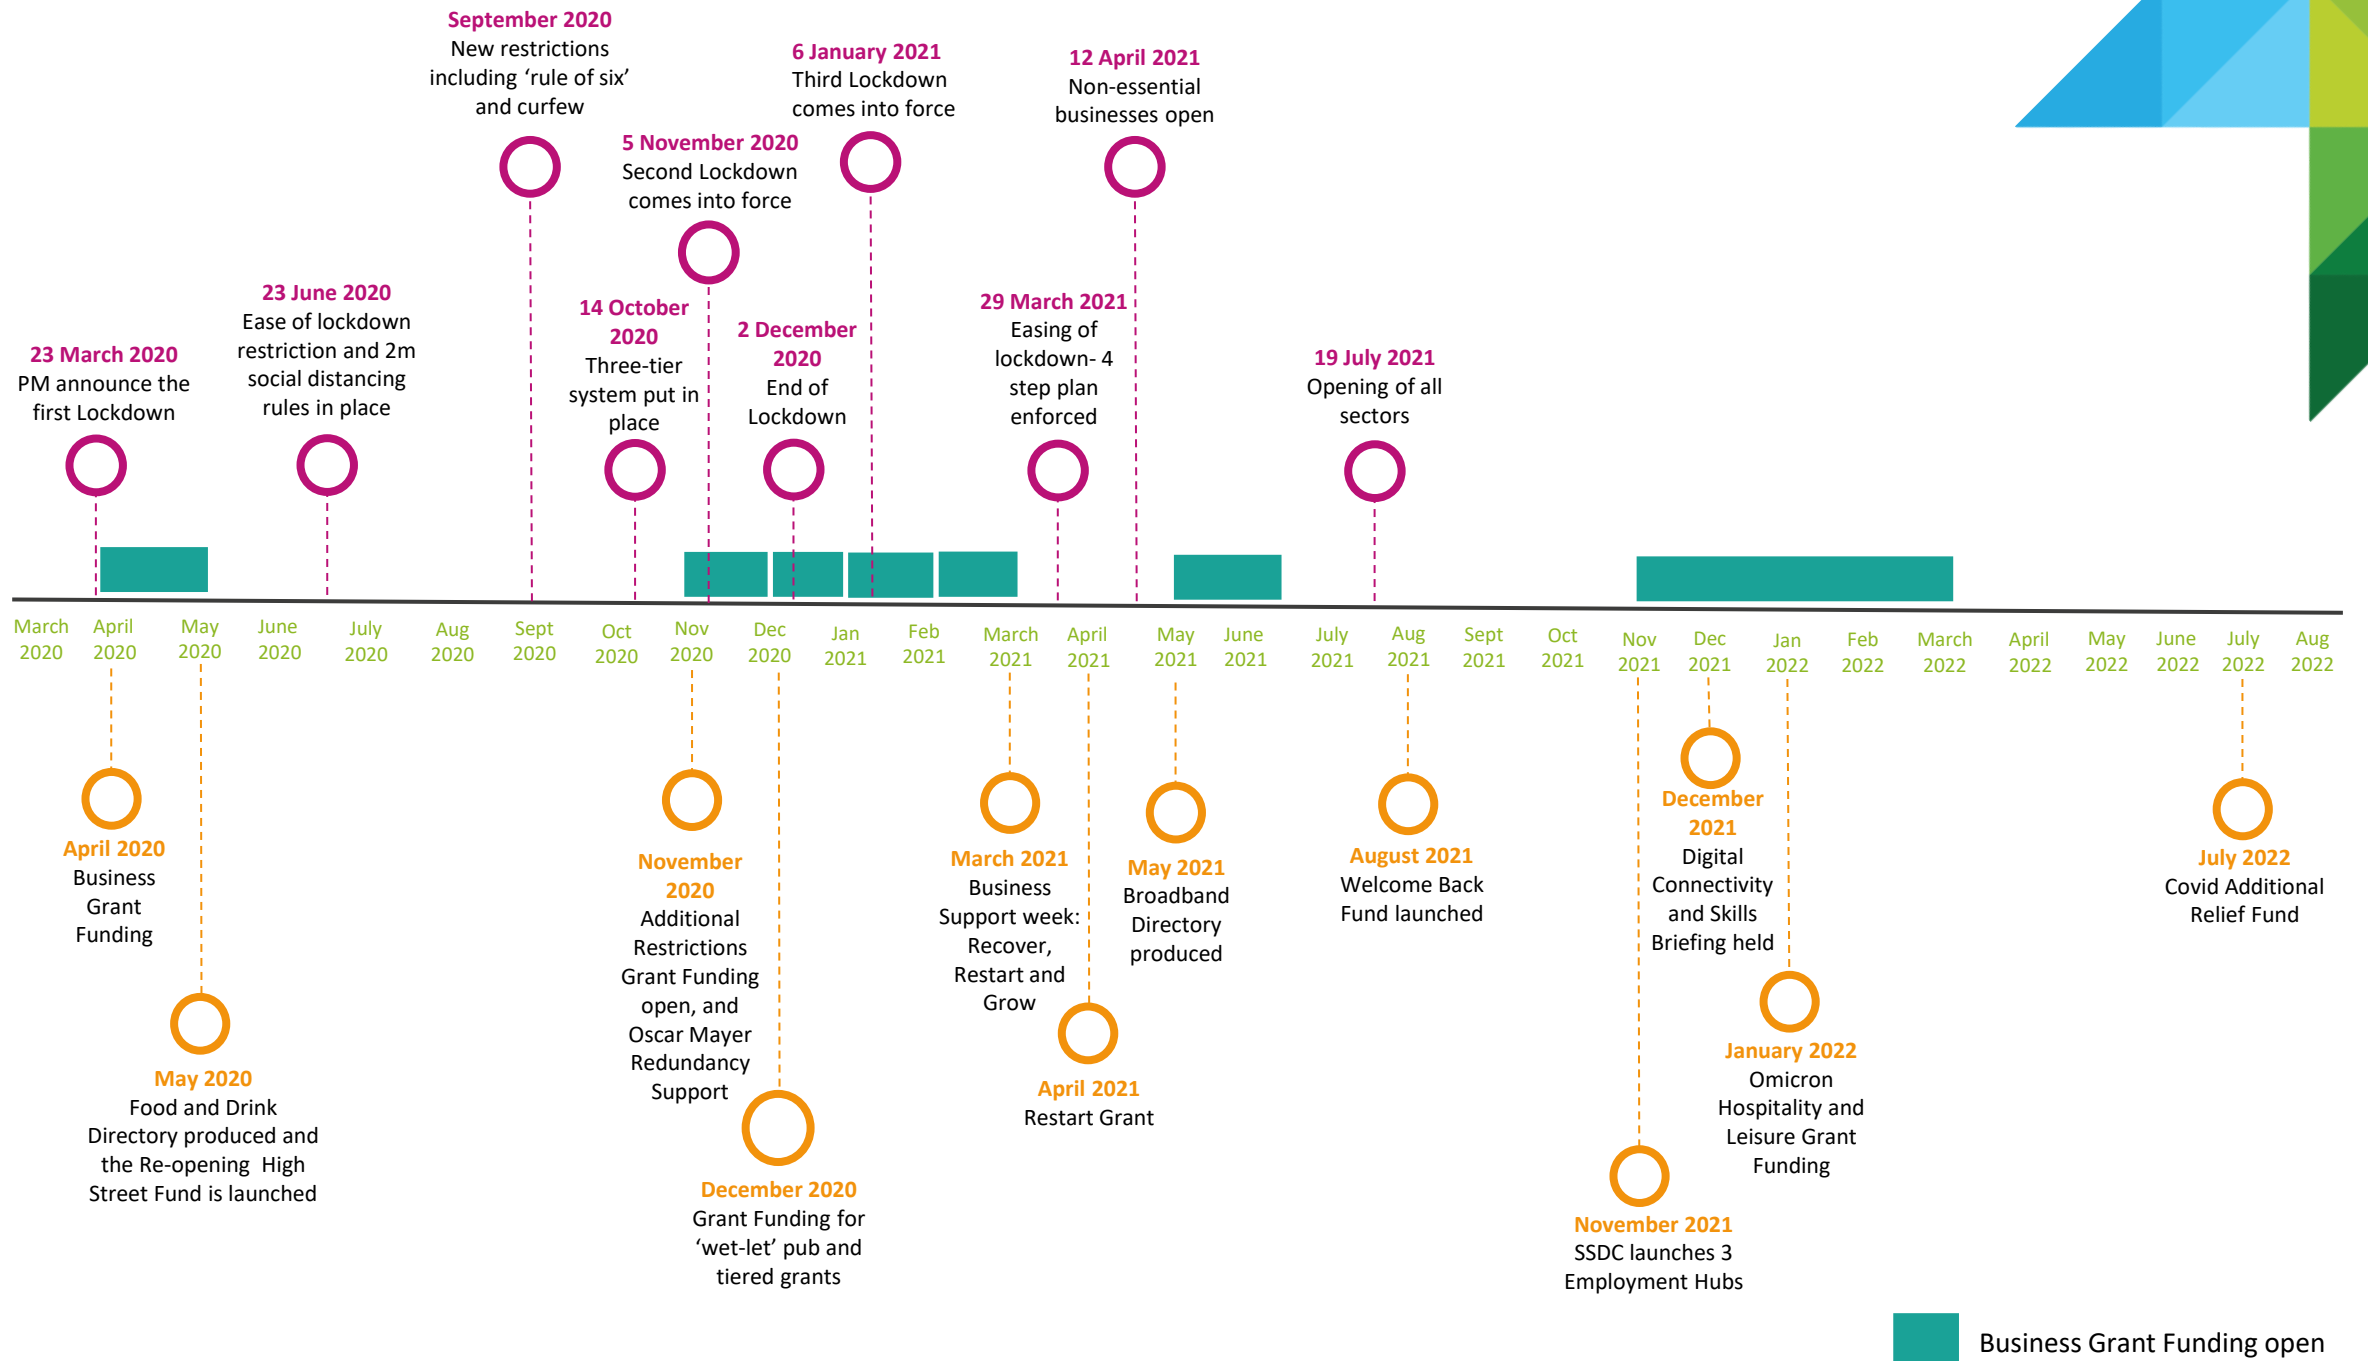 September 2020
New restrictions
including ‘rule of six’
and curfew
6 January 2021
Third Lockdown
comes into force
12 April 2021
Non-essential
businesses open
5 November 2020
Second Lockdown
comes into force
23 March 2020
PM announce the
first Lockdown
23 June 2020
Ease of lockdown
restriction and 2m
social distancing
rules in place
14 October
2020
Three-tier
system put in
place
2 December
2020
End of
Lockdown
29 March 2021
Easing of
lockdown- 4
step plan
enforced
19 July 2021
Opening of all
sectors
March
2020
April
2020
May
2020
June
2020
July
2020
Aug
2020
Sept
2020
Oct
2020
Nov
2020
Dec
2020
Jan
2021
Feb
2021
March
2021
April
2021
May
2021
June
2021
July
2021
Aug
2021
Sept
2021
Oct
2021
Nov
2021
Dec
2021
Jan
2022
Feb
2022
March
2022
April
2022
May
2022
June
2022
July
2022
Aug
2022
April 2020
Business
Grant
Funding
May 2020
Food and Drink
Directory produced and
the Re-opening High
Street Fund is launched
November
2020
Additional
Restrictions
Grant Funding
open, and
Oscar Mayer
Redundancy
Support
December 2020
Grant Funding for
‘wet-let’ pub and
tiered grants
March 2021
Business
Support week:
Recover,
Restart and
Grow
April 2021
Restart Grant
May 2021
Broadband
Directory
produced
August 2021
Welcome Back
Fund launched
November 2021
SSDC launches 3
Employment Hubs
December
2021
Digital
Connectivity
and Skills
Briefing held
January 2022
Omicron
Hospitality and
Leisure Grant
Funding
July 2022
Covid Additional
Relief Fund
Business Grant Funding open